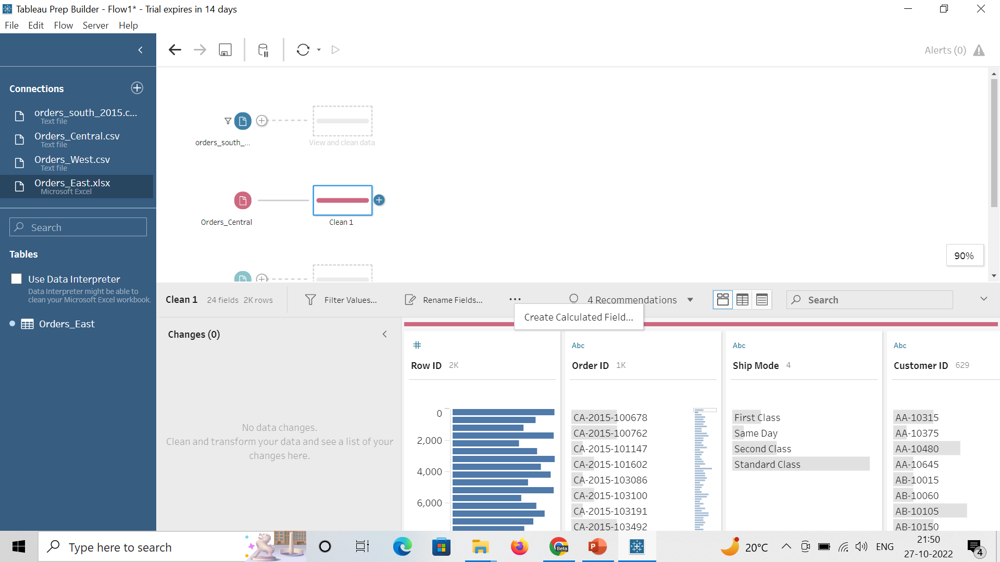 Tableau Prep Builder - Flow1* - Trial expires in 14 days
File Edit Flow Server Help
Alerts (0)
Connections
orders_south_2015.c...
Text file
Orders_Central.csv
Text file
Orders_West.csv
Text file
Orders_East.xlsx
Microsoft Excel
Search
Tables
Use Data Interpreter
Data Interpreter might be able to
clean your Microsoft Excel workbook.
Orders_East
orders_south_...
View and clean data
Orders_Central
Clean 1
90%
Clean 1 24 fields 2K rows
Filter Values...
Rename Fields...
4 Recommendations
Search
Create Calculated Field...
Changes (0)
No data changes.
Clean and transform your data and see a list of your
changes here.
#
Row ID 2K
0
2,000
4,000
6,000
Abc
Order ID 1K
CA-2015-100678
CA-2015-100762
CA-2015-101147
CA-2015-101602
CA-2015-103086
CA-2015-103100
CA-2015-103191
CA-2015-103492
Abc
Ship Mode 4
First Class
Same Day
Second Class
Standard Class
Abc
Customer ID 629
AA-10315
AA-10375
AA-10480
AA-10645
AB-10015
AB-10060
AB-10105
AB-10150
Type here to search
Beta
P
20°C
ENG
21:50
27-10-2022
4